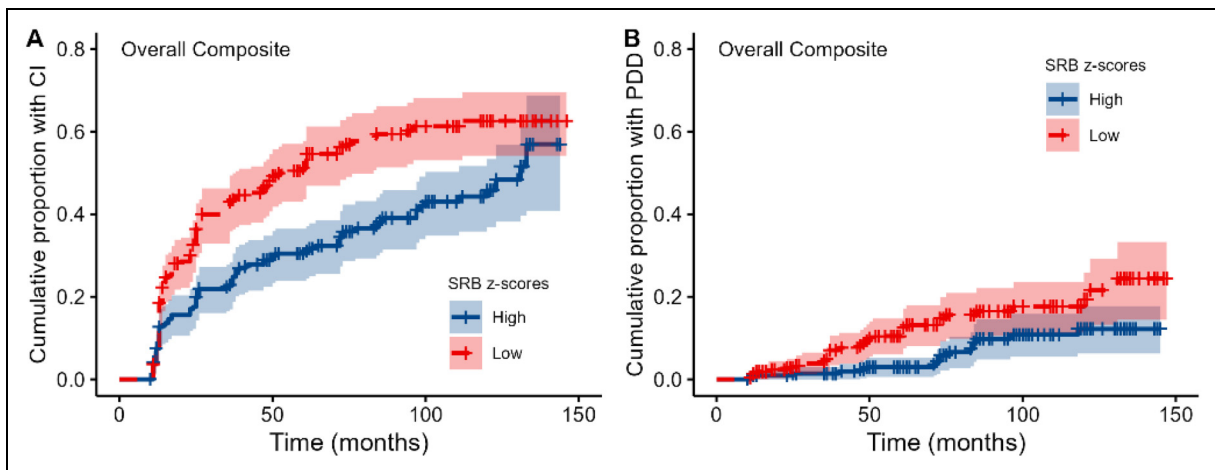 A
Overall Composite
Cumulative proportion with CI
0.8
0.6
0.4
0.2
0.0
SRB z-scores
High
Low
0
50
100
150
Time (months)
B
Overall Composite
Cumulative proportion with PDD
0.8
0.6
0.4
0.2
0.0
SRB z-scores
High
Low
0
50
100
150
Time (months)